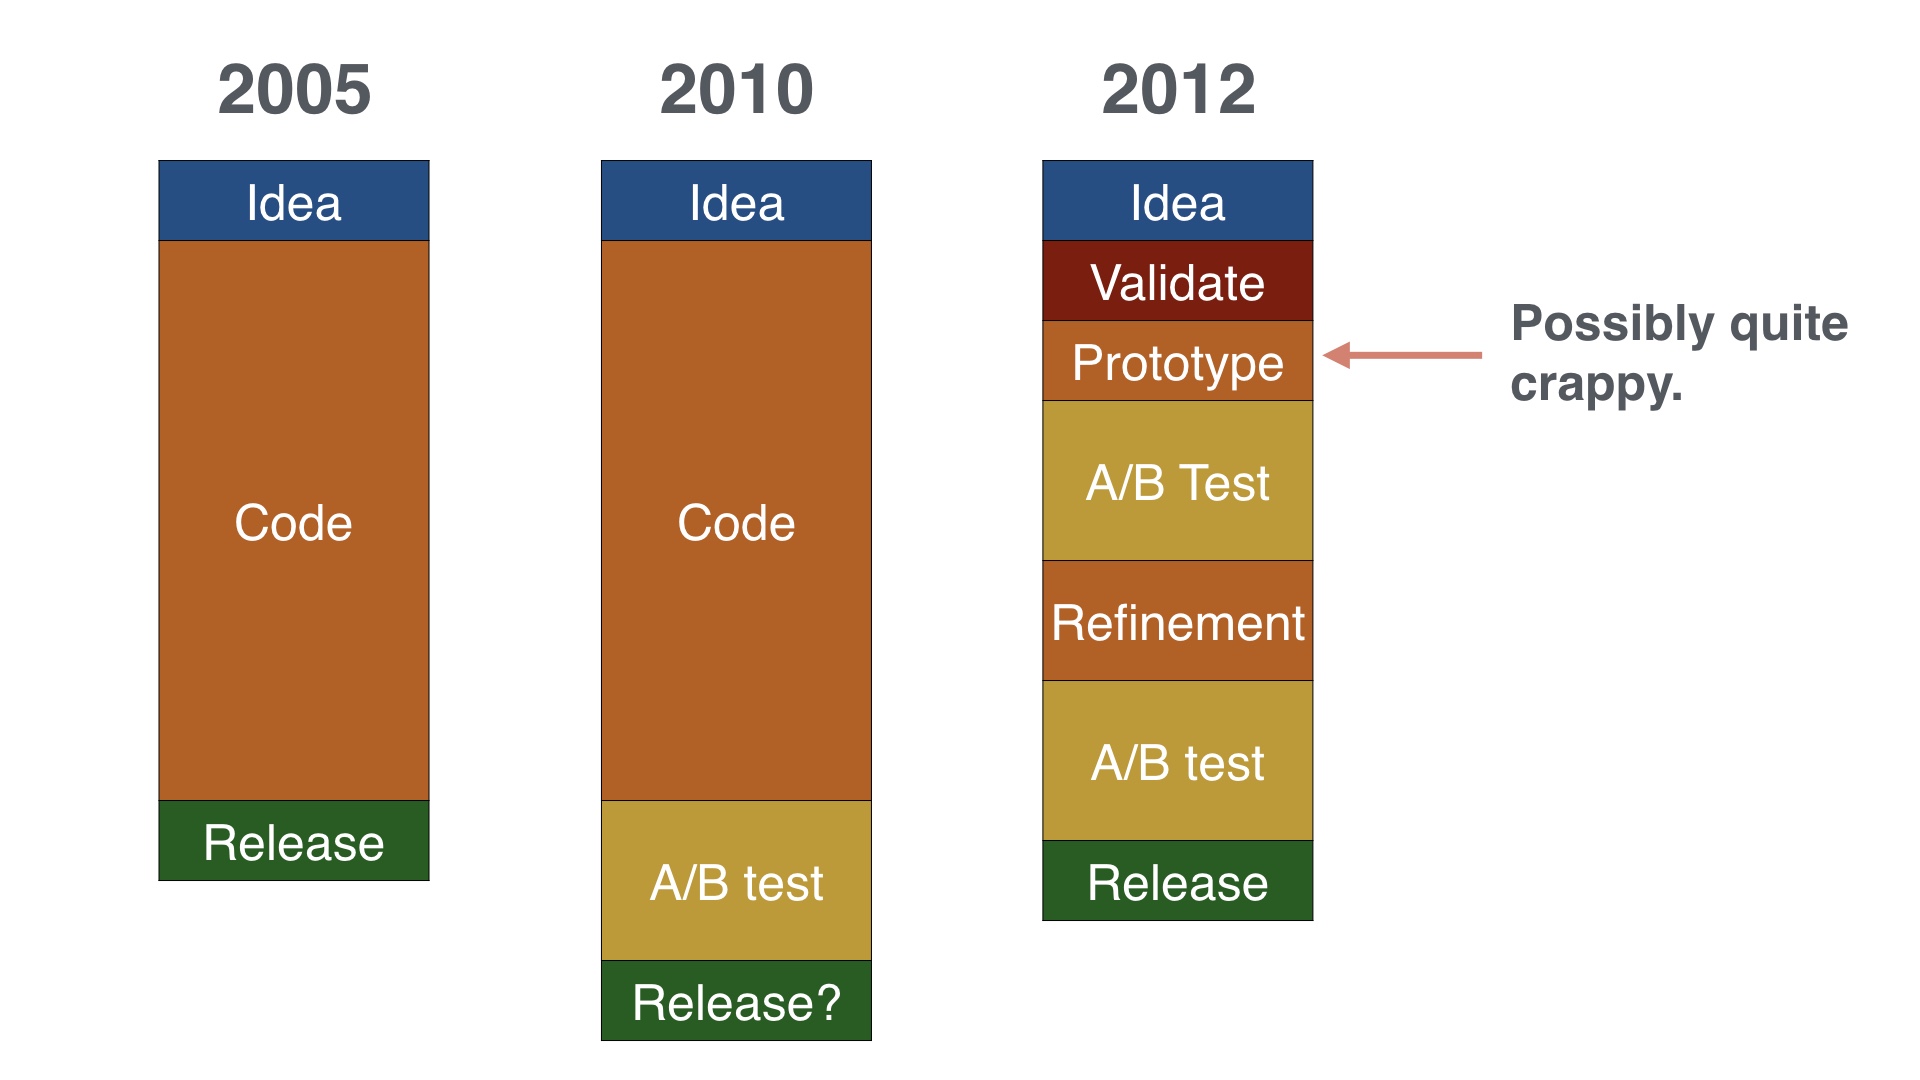 2005
Idea
Code
Release
2010
Idea
Code
A/B test
Release?
2012
Idea
Validate
Prototype
A/B Test
Refinement
A/B test
Release
Possibly quite
crappy.